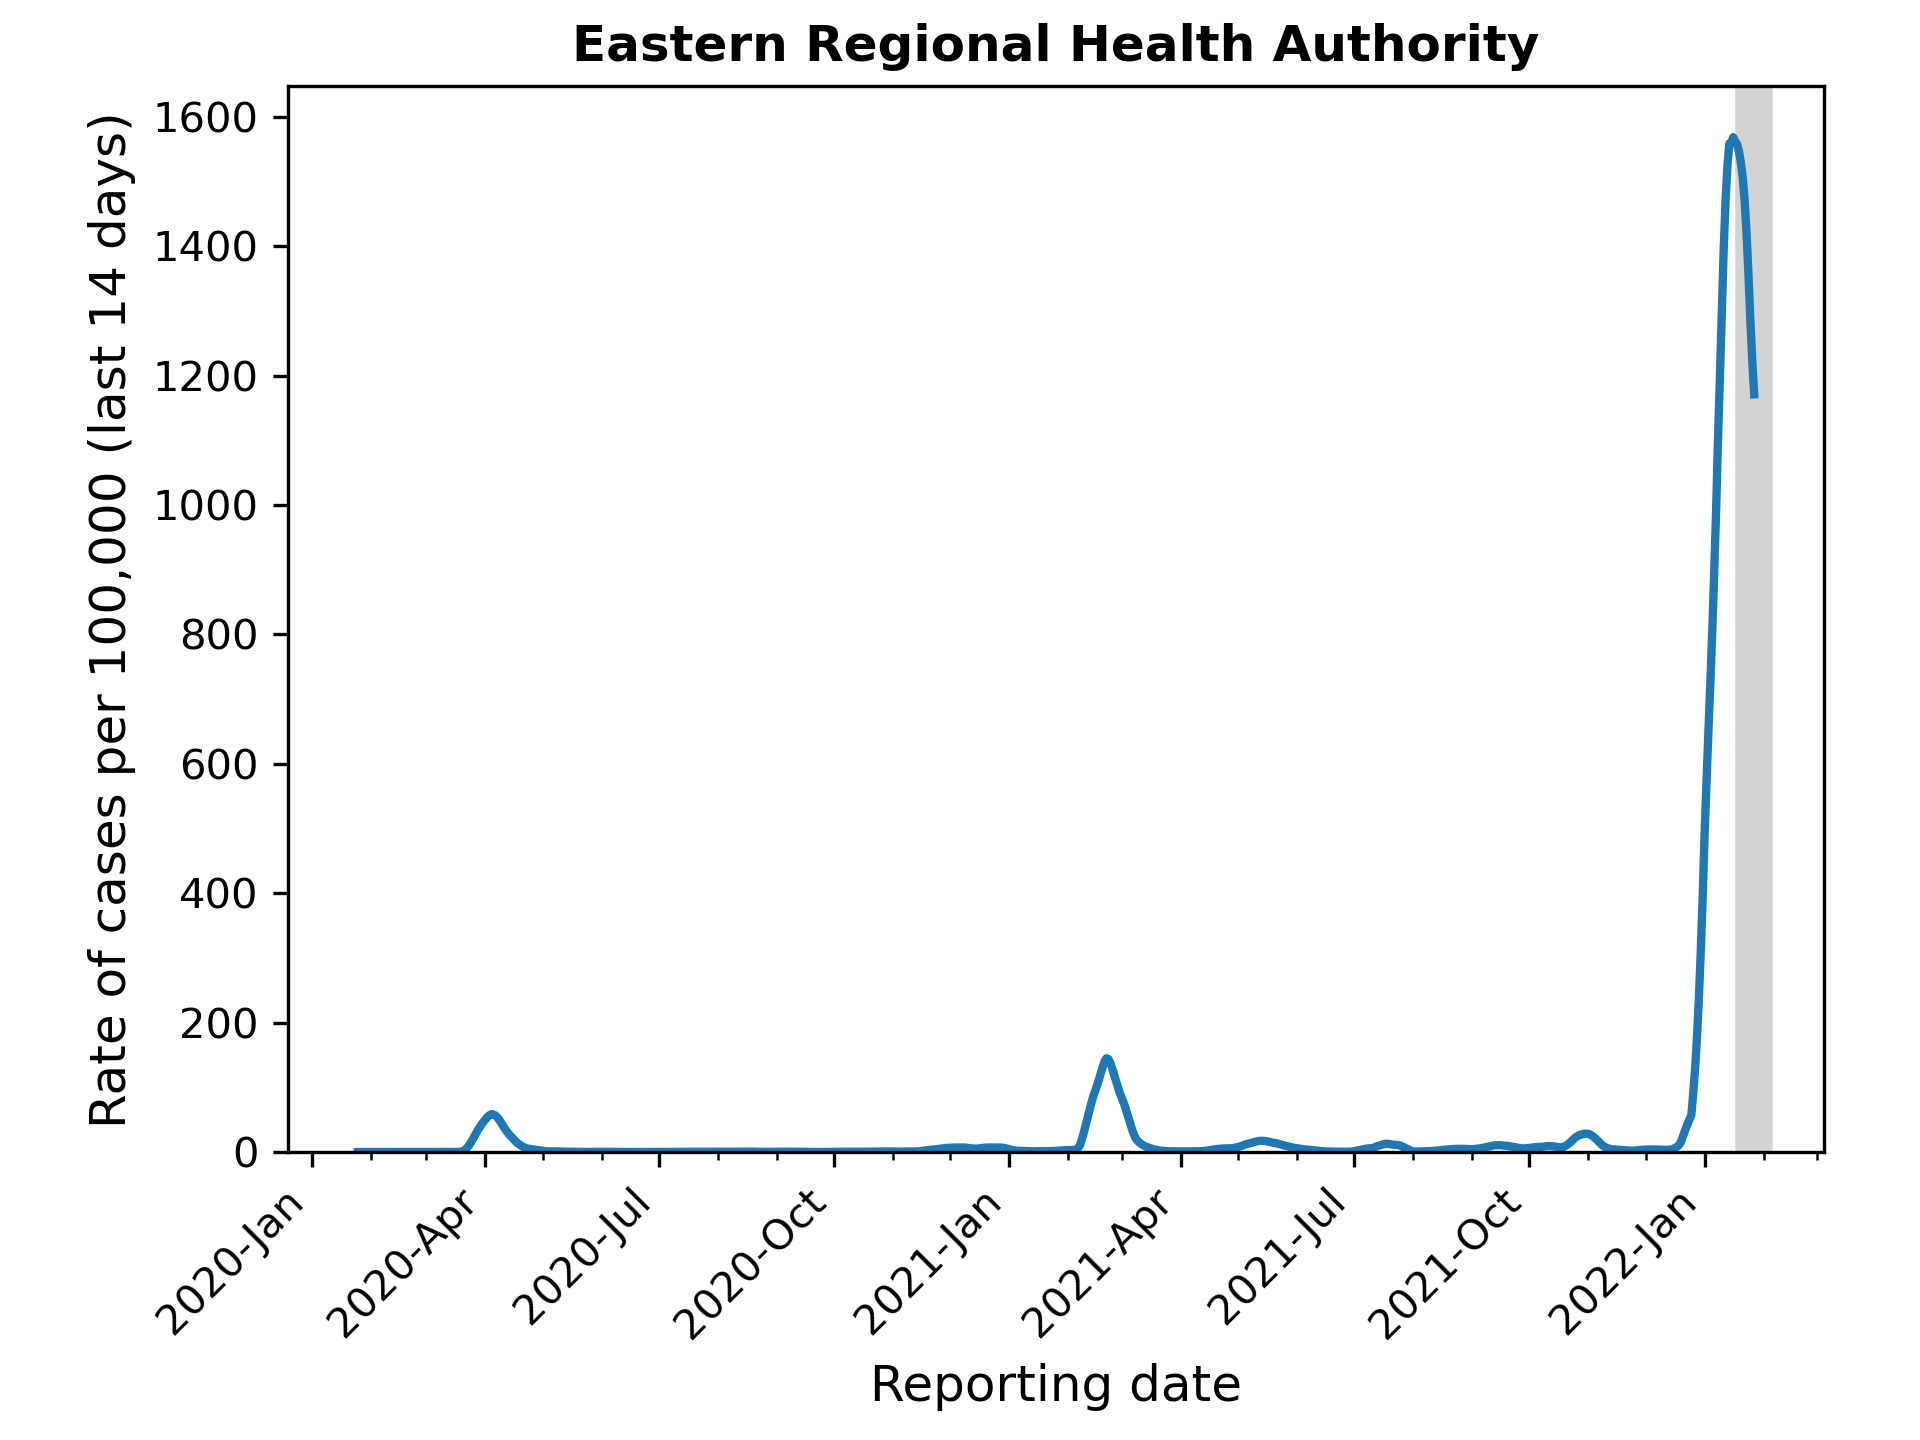 Eastern Regional Health Authority
Rate of cases per 100,000 (last 14 days)
1600
1400
1200
1000
800
600
400
200
0
2020-Jan
2020-Apr
2020-Jul
2020-Oct
2021-Jan
2021-Apr
2021-Jul
2021-Oct
2022-Jan
Reporting date